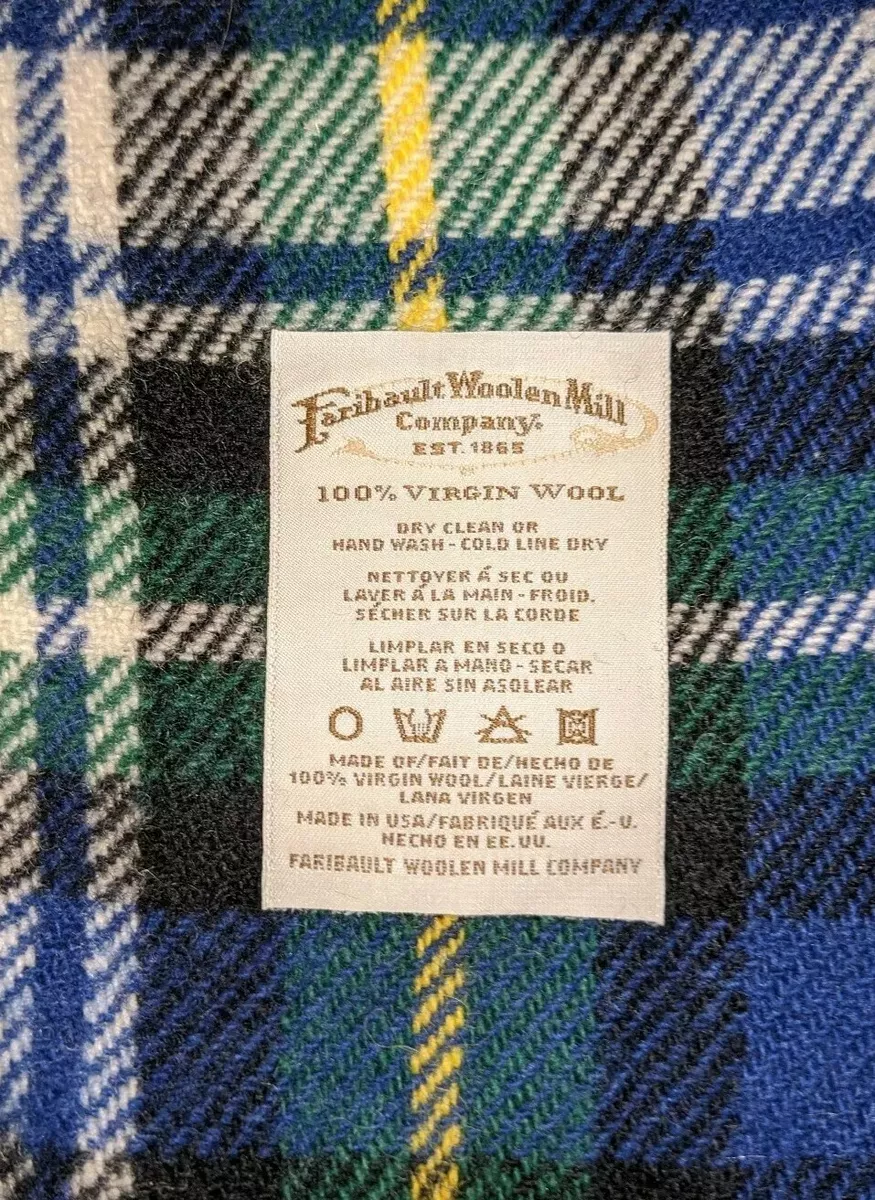 Faribault Woolen Mill
Company.
EST. 1865
100% VIRGIN WOOL
DRY CLEAN OR
HAND WASH - COLD LINE DRY
NETTOYER Á SEC OU
LAVER Á LA MAIN - FROID.
SÉCHER SUR LA CORDE
LIMPLAR EN SECO O
LIMPLAR A MANO - SECAR
AL AIRE SIN ASOLEAR
MADE OF/FAIT DE/HECHO DE
100% VIRGIN WOOL/LAINE VIERGE/
LANA VIRGEN
MADE IN USA/FABRIQUÉ AUX É.-U.
HECHO EN EE.UU.
FARIBAULT WOOLEN MILL COMPANY